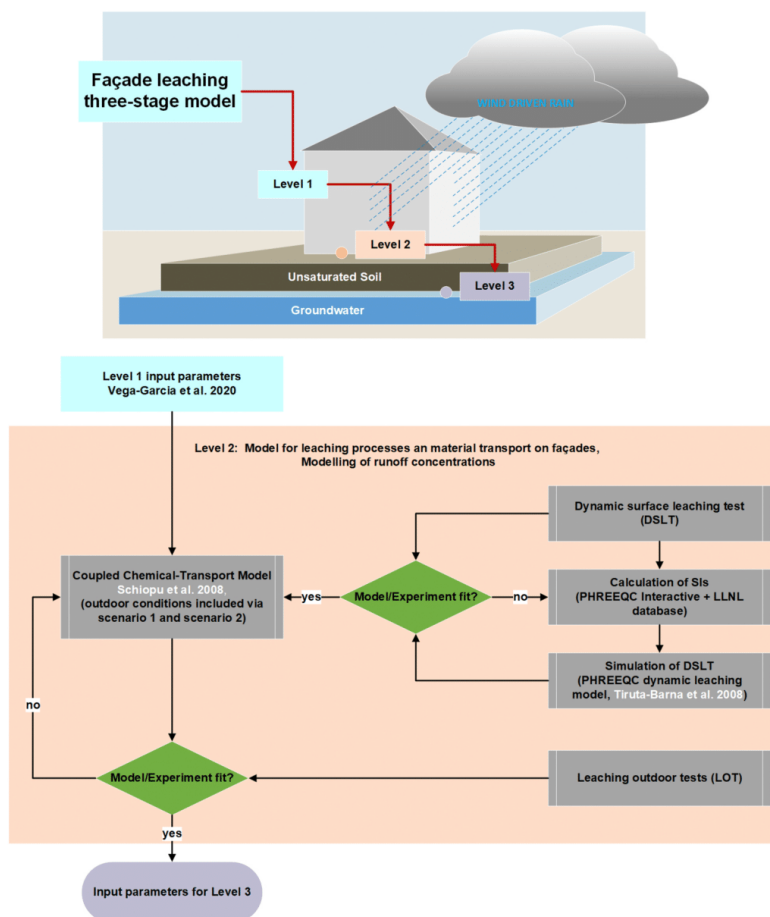 Façade leaching
three-stage model
WIND DRIVEN RAIN
Level 1
Level 2
Unsaturated Soil
Level 3
Groundwater
Level 1 input parameters
Vega-Garcia et al. 2020
Level 2:  Model for leaching processes an material transport on façades,
Modelling of runoff concentrations
Dynamic surface leaching test
(DSLT)
Coupled Chemical-Transport Model
Schiopu et al. 2008,
(outdoor conditions included via
scenario 1 and scenario 2)
yes
Model/Experiment fit?
no
Calculation of SIs
(PHREEQC Interactive + LLNL
database)
Simulation of DSLT
(PHREEQC dynamic leaching
model, Tiruta-Barna et al. 2008)
no
Model/Experiment fit?
Leaching outdoor tests (LOT)
yes
Input parameters for Level 3